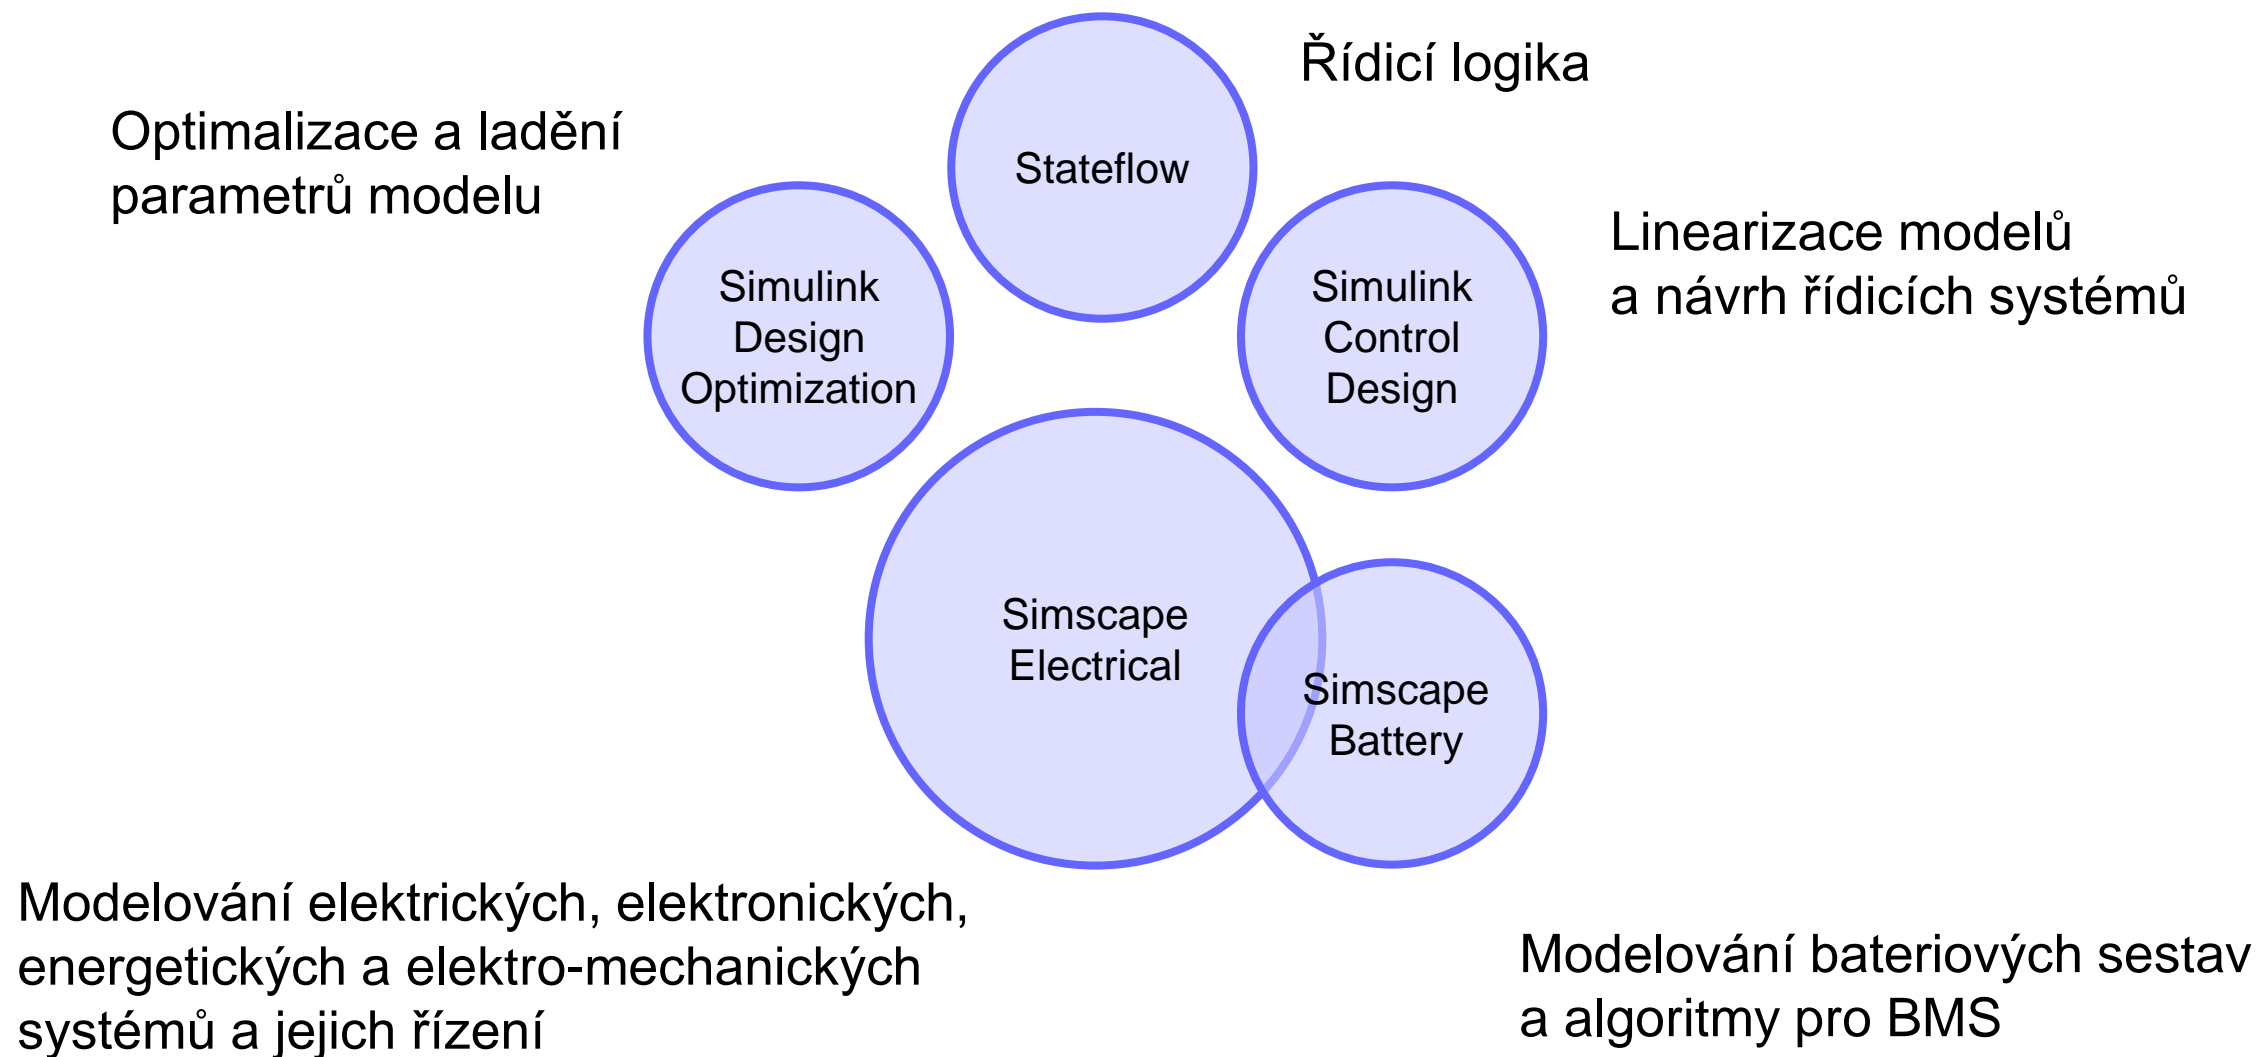 Řídicí logika
Optimalizace a ladění
parametrů modelu
Stateflow
Linearizace modelů
a návrh řídicích systémů
Simulink
Design
Optimization
Simulink
Control
Design
Simscape
Electrical
Simscape
Battery
Modelování elektrických, elektronických,
energetických a elektro-mechanických
systémů a jejich řízení
Modelování bateriových sestav
a algoritmy pro BMS